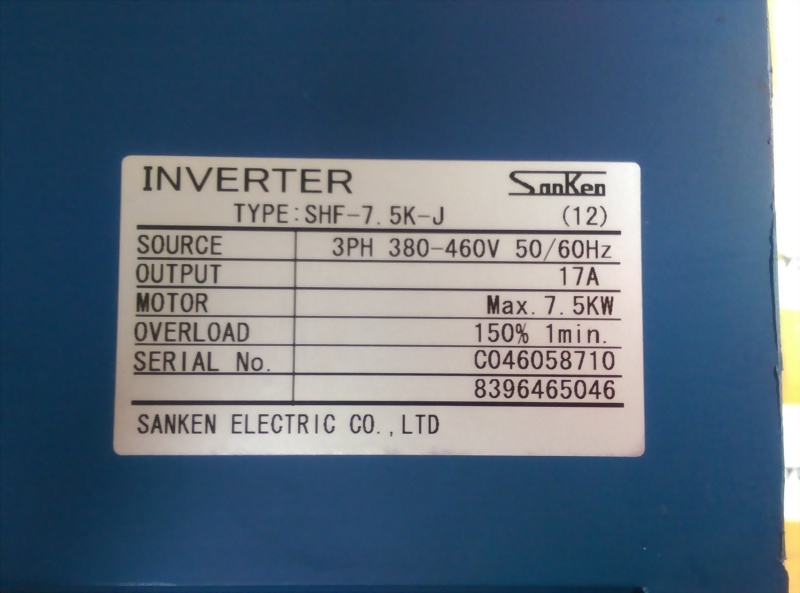 INVERTER SanKen
TYPE:SHF-7.5K-J (12)
SOURCE 3PH 380-460V 50/60Hz
OUTPUT 17A
MOTOR Max. 7.5KW
OVERLOAD 150% 1min.
SERIAL No. C046058710
8396465046
SANKEN ELECTRIC CO.,LTD